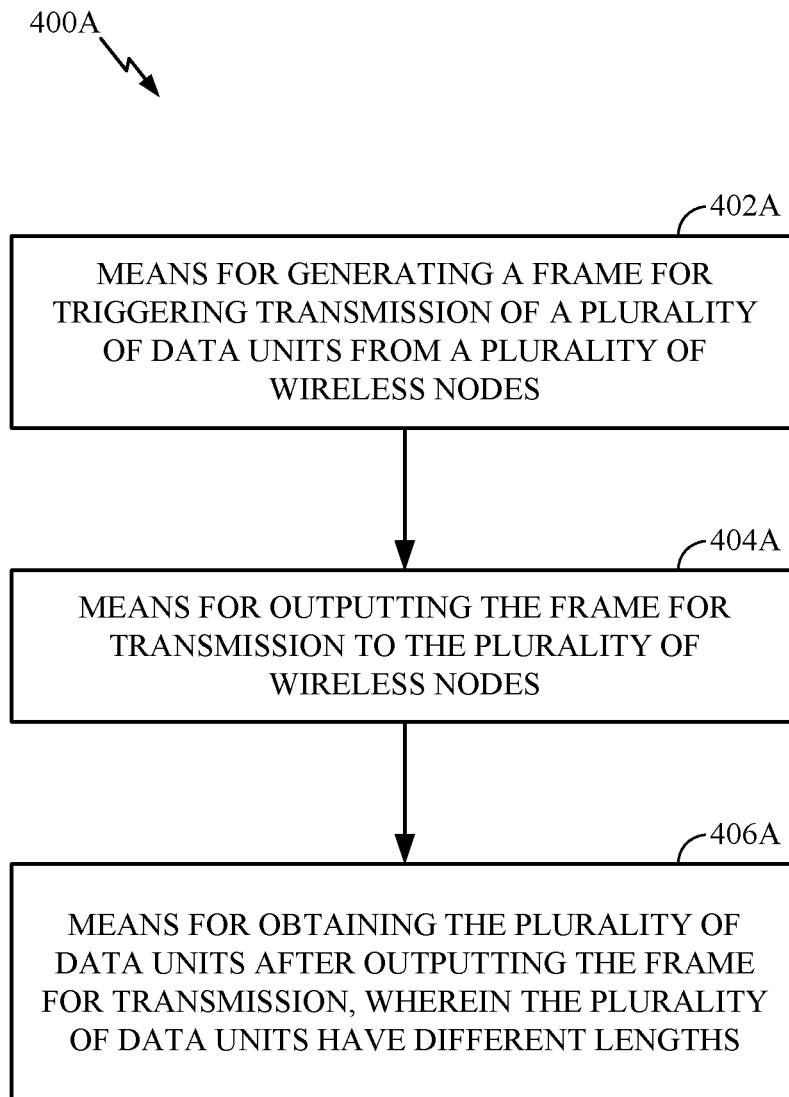 400A
402A
MEANS FOR GENERATING A FRAME FOR
TRIGGERING TRANSMISSION OF A PLURALITY
OF DATA UNITS FROM A PLURALITY OF
WIRELESS NODES
404A
MEANS FOR OUTPUTTING THE FRAME FOR
TRANSMISSION TO THE PLURALITY OF
WIRELESS NODES
406A
MEANS FOR OBTAINING THE PLURALITY OF
DATA UNITS AFTER OUTPUTTING THE FRAME
FOR TRANSMISSION, WHEREIN THE PLURALITY
OF DATA UNITS HAVE DIFFERENT LENGTHS